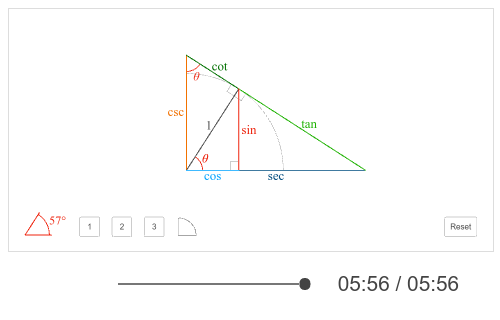 cot
θ
csc
1
sin
tan
θ
cos
sec
57°
1
2
3
Reset
05:56 / 05:56